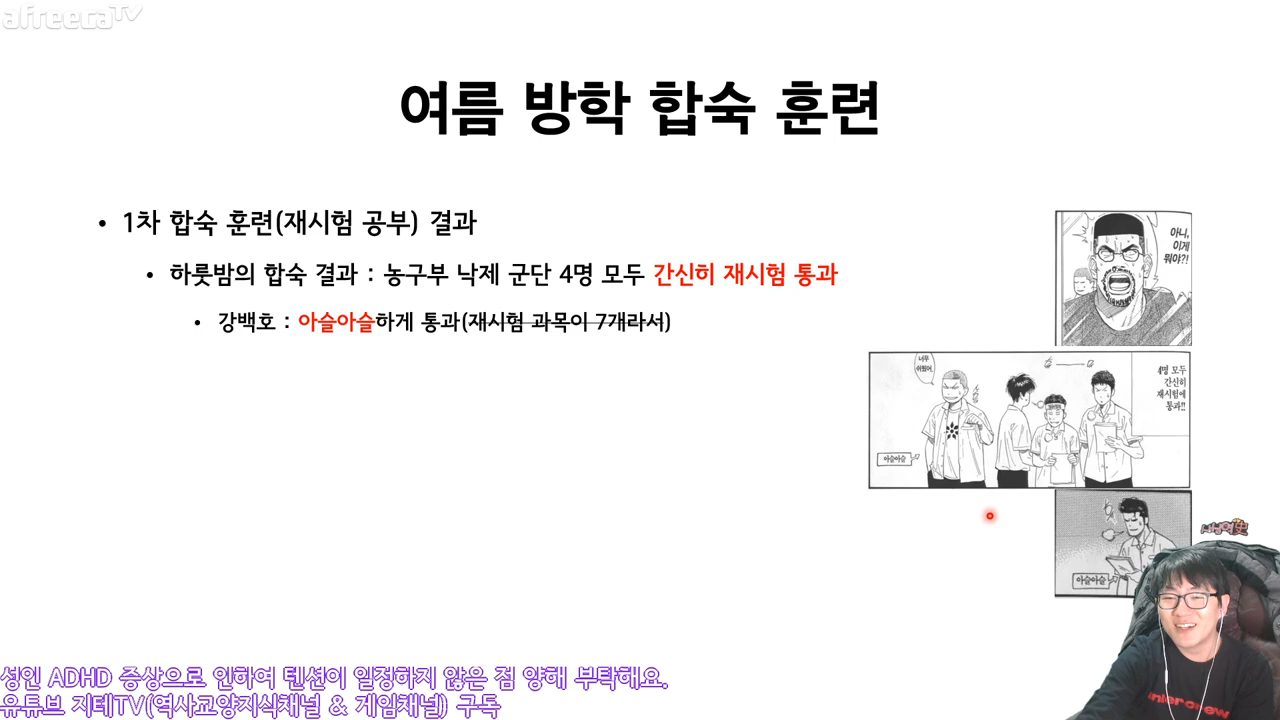 afreecaTV
여름 방학 합숙 훈련
• 1차 합숙 훈련(재시험 공부) 결과
• 하룻밤의 합숙 결과 : 농구부 낙제 군단 4명 모두 간신히 재시험 통과
• 강백호 : 아슬아슬하게 통과(재시험 과목이 7개라서)
아니,
이게
뭐야?!
너무
쉬웠어.
4명 모두
간신히
재시험에
통과!!
아슬아슬
아슬아슬
성인 ADHD 증상으로 인하여 텐션이 일정하지 않은 점 양해 부탁해요.
유튜브 지테TV(역사교양지식채널 & 게임채널) 구독